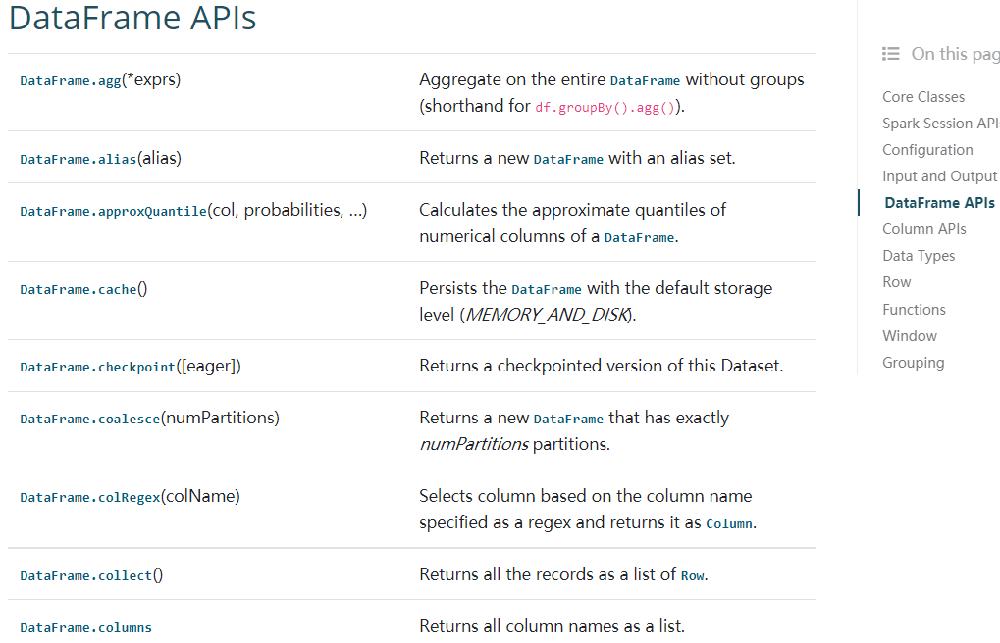 DataFrame APIs
DataFrame.agg(*exprs)
Aggregate on the entire DataFrame without groups
(shorthand for df.groupBy().agg()).
DataFrame.alias(alias)
Returns a new DataFrame with an alias set.
DataFrame.approxQuantile(col, probabilities, …)
Calculates the approximate quantiles of
numerical columns of a DataFrame.
DataFrame.cache()
Persists the DataFrame with the default storage
level (MEMORY_AND_DISK).
DataFrame.checkpoint([eager])
Returns a checkpointed version of this Dataset.
DataFrame.coalesce(numPartitions)
Returns a new DataFrame that has exactly
numPartitions partitions.
DataFrame.colRegex(colName)
Selects column based on the column name
specified as a regex and returns it as Column.
DataFrame.collect()
Returns all the records as a list of Row.
DataFrame.columns
Returns all column names as a list.
On this pag
Core Classes
Spark Session API
Configuration
Input and Output
DataFrame APIs
Column APIs
Data Types
Row
Functions
Window
Grouping